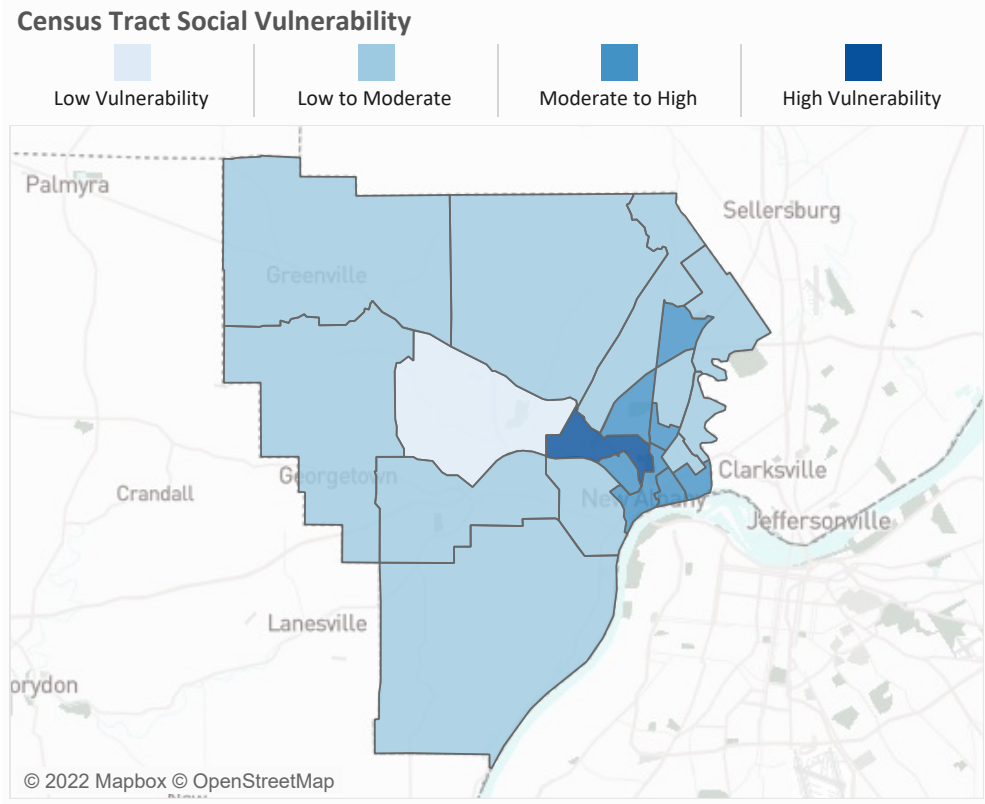 Census Tract Social Vulnerability
Low Vulnerability
Low to Moderate
Moderate to High
High Vulnerability
Palmyra
Sellersburg
Greenville
Georgetown
Clarksville
Crandall
New Albany
Jeffersonville
Lanesville
orydon
© 2022 Mapbox © OpenStreetMap